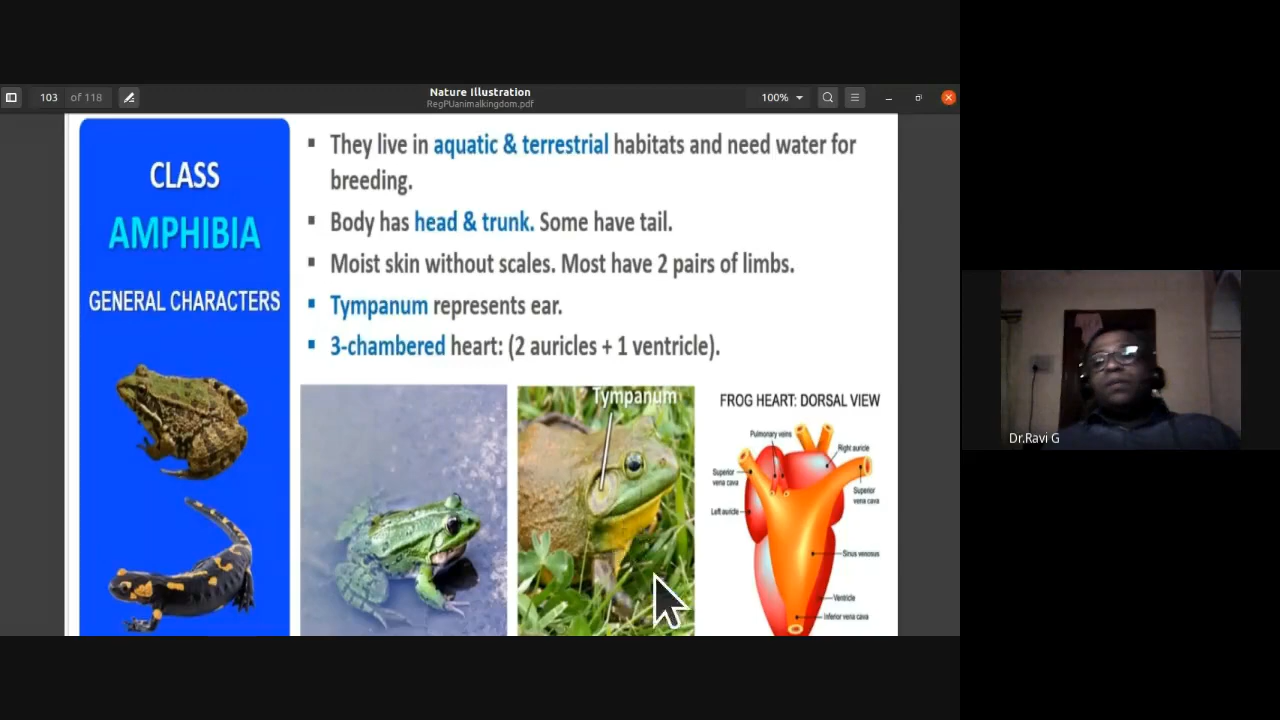 Nature Illustration
103 of 118
RegPUanimalkingdom.pdf
100%
CLASS
AMPHIBIA
GENERAL CHARACTERS
▪ They live in aquatic & terrestrial habitats and need water for
breeding.
▪ Body has head & trunk. Some have tail.
▪ Moist skin without scales. Most have 2 pairs of limbs.
▪ Tympanum represents ear.
▪ 3-chambered heart: (2 auricles + 1 ventricle).
Tympanum
FROG HEART: DORSAL VIEW
Pulmonary veins
Right auricle
Superior
vena cava
Superior
vena cava
Left auricle
Sinus venosus
Ventricle
Inferior vena cava
Dr.Ravi G